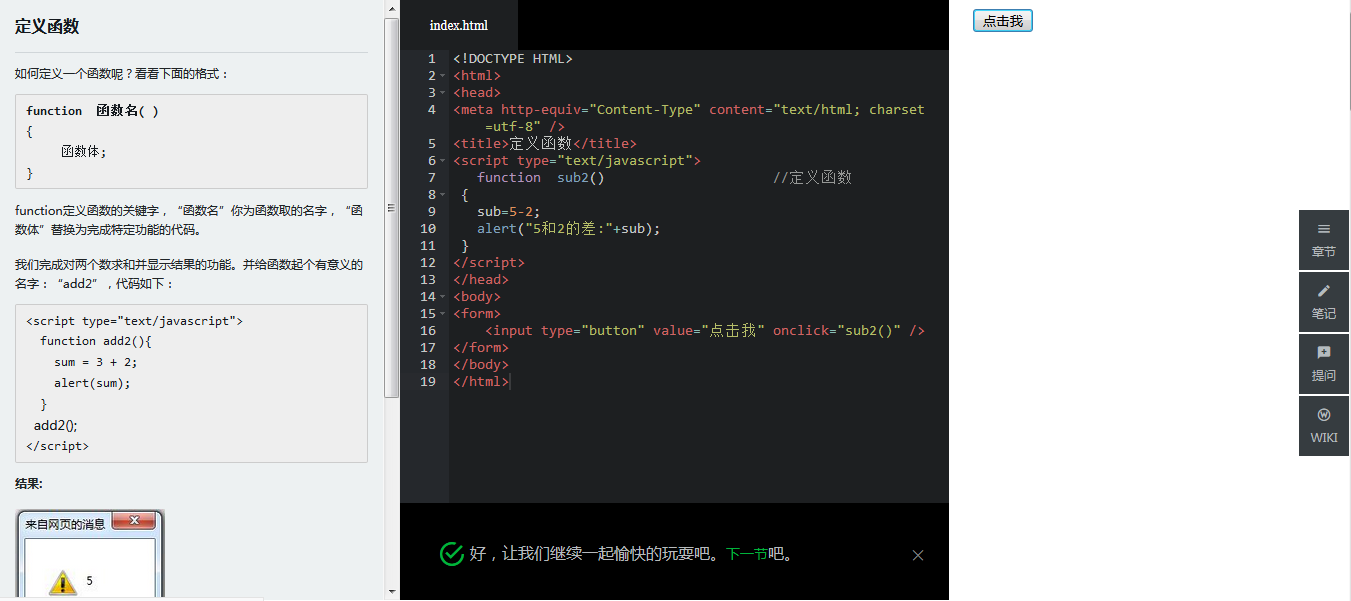 定义函数
如何定义一个函数呢？看看下面的格式：
function  函数名( )
{
函数体;
}
function定义函数的关键字，“函数名”你为函数取的名字，“函
数体”替换为完成特定功能的代码。
我们完成对两个数求和并显示结果的功能。并给函数起个有意义的
名字：“add2”，代码如下：
<script type="text/javascript">
function add2(){
sum = 3 + 2;
alert(sum);
}
add2();
</script>
结果:
来自网页的消息
5
index.html
1 <!DOCTYPE HTML>
2 <html>
3 <head>
4 <meta http-equiv="Content-Type" content="text/html; charset
=utf-8" />
5 <title>定义函数</title>
6 <script type="text/javascript">
7 function  sub2()                     //定义函数
8 {
9 sub=5-2;
10 alert("5和2的差:"+sub);
11 }
12 </script>
13 </head>
14 <body>
15 <form>
16 <input type="button" value="点击我" onclick="sub2()" />
17 </form>
18 </body>
19 </html>
好，让我们继续一起愉快的玩耍吧。下一节吧。
点击我
章节
笔记
提问
WIKI